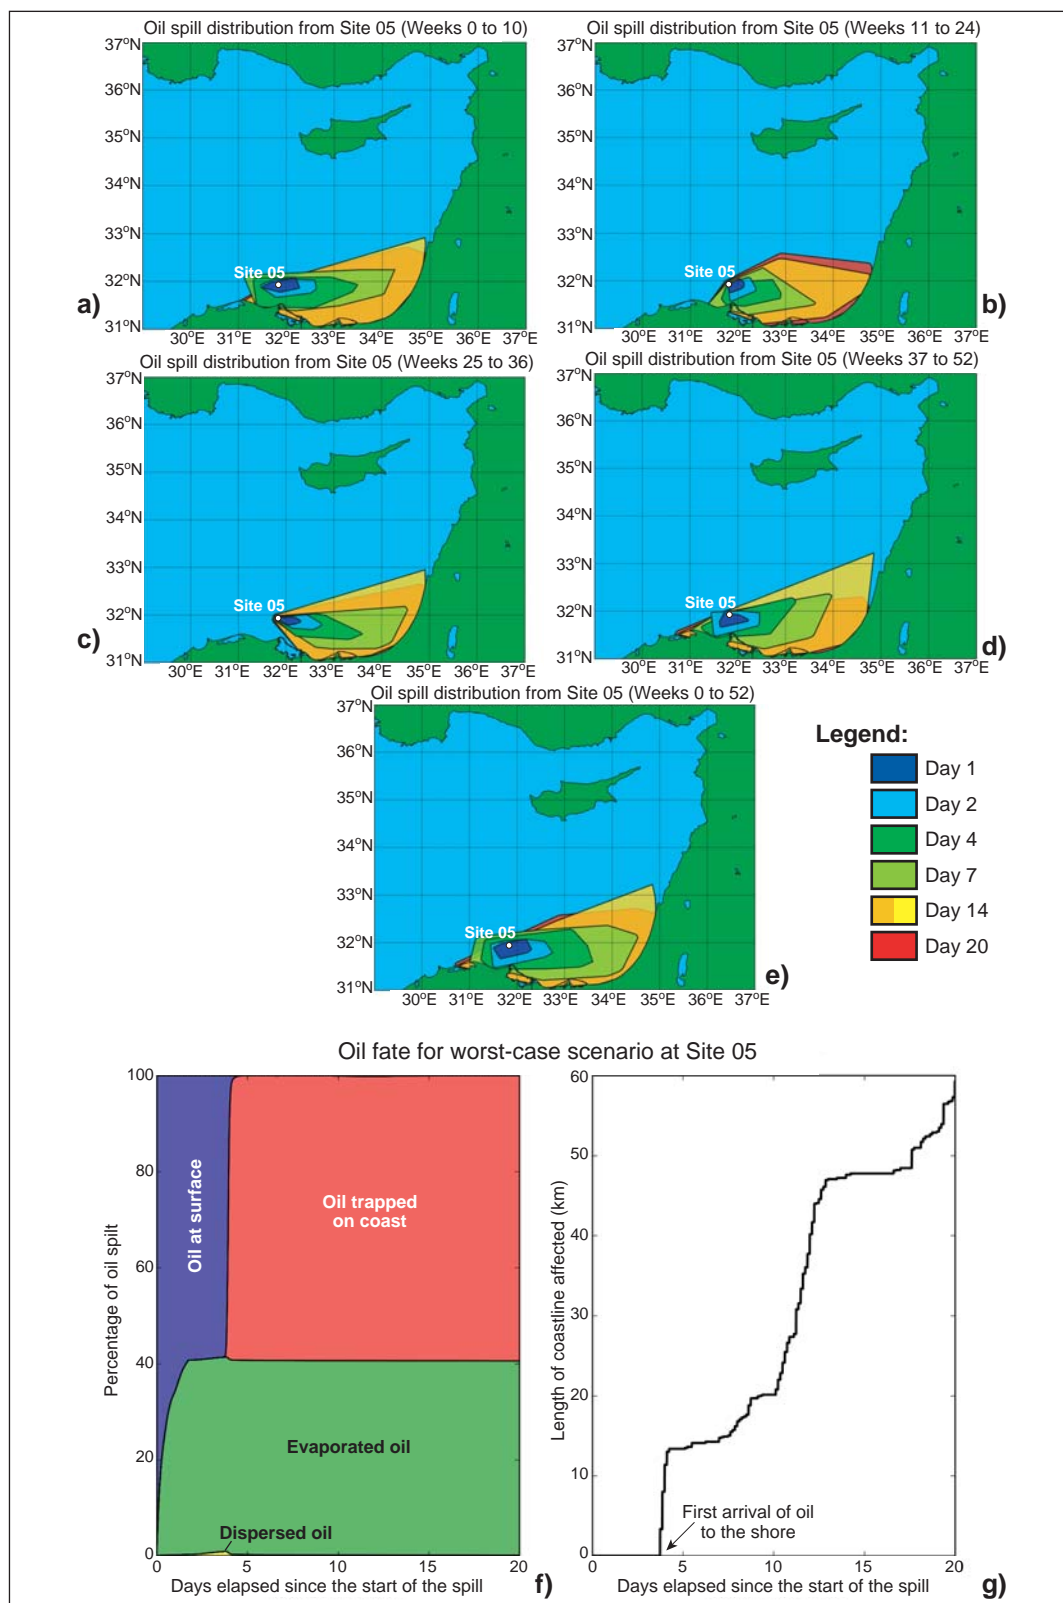 Oil spill distribution from Site 05 (Weeks 0 to 10)
37°N
36°N
35°N
34°N
33°N
32°N
31°N
Site 05
a)
30°E 31°E 32°E 33°E 34°E 35°E 36°E 37°E
Oil spill distribution from Site 05 (Weeks 11 to 24)
37°N
36°N
35°N
34°N
33°N
32°N
31°N
Site 05
b)
30°E 31°E 32°E 33°E 34°E 35°E 36°E 37°E
Oil spill distribution from Site 05 (Weeks 25 to 36)
37°N
36°N
35°N
34°N
33°N
32°N
31°N
Site 05
c)
30°E 31°E 32°E 33°E 34°E 35°E 36°E 37°E
Oil spill distribution from Site 05 (Weeks 37 to 52)
37°N
36°N
35°N
34°N
33°N
32°N
31°N
Site 05
d)
30°E 31°E 32°E 33°E 34°E 35°E 36°E 37°E
Oil spill distribution from Site 05 (Weeks 0 to 52)
37°N
36°N
35°N
34°N
33°N
32°N
31°N
Site 05
e)
30°E 31°E 32°E 33°E 34°E 35°E 36°E 37°E
Legend:
Day 1
Day 2
Day 4
Day 7
Day 14
Day 20
Oil fate for worst-case scenario at Site 05
100
80
60
40
20
0
Percentage of oil spilt
Oil at surface
Oil trapped
on coast
Evaporated oil
Dispersed oil
0 5 10 15 20
Days elapsed since the start of the spill
f)
60
50
40
30
20
10
0
Length of coastline affected (km)
First arrival of oil
to the shore
0 5 10 15 20
Days elapsed since the start of the spill
g)